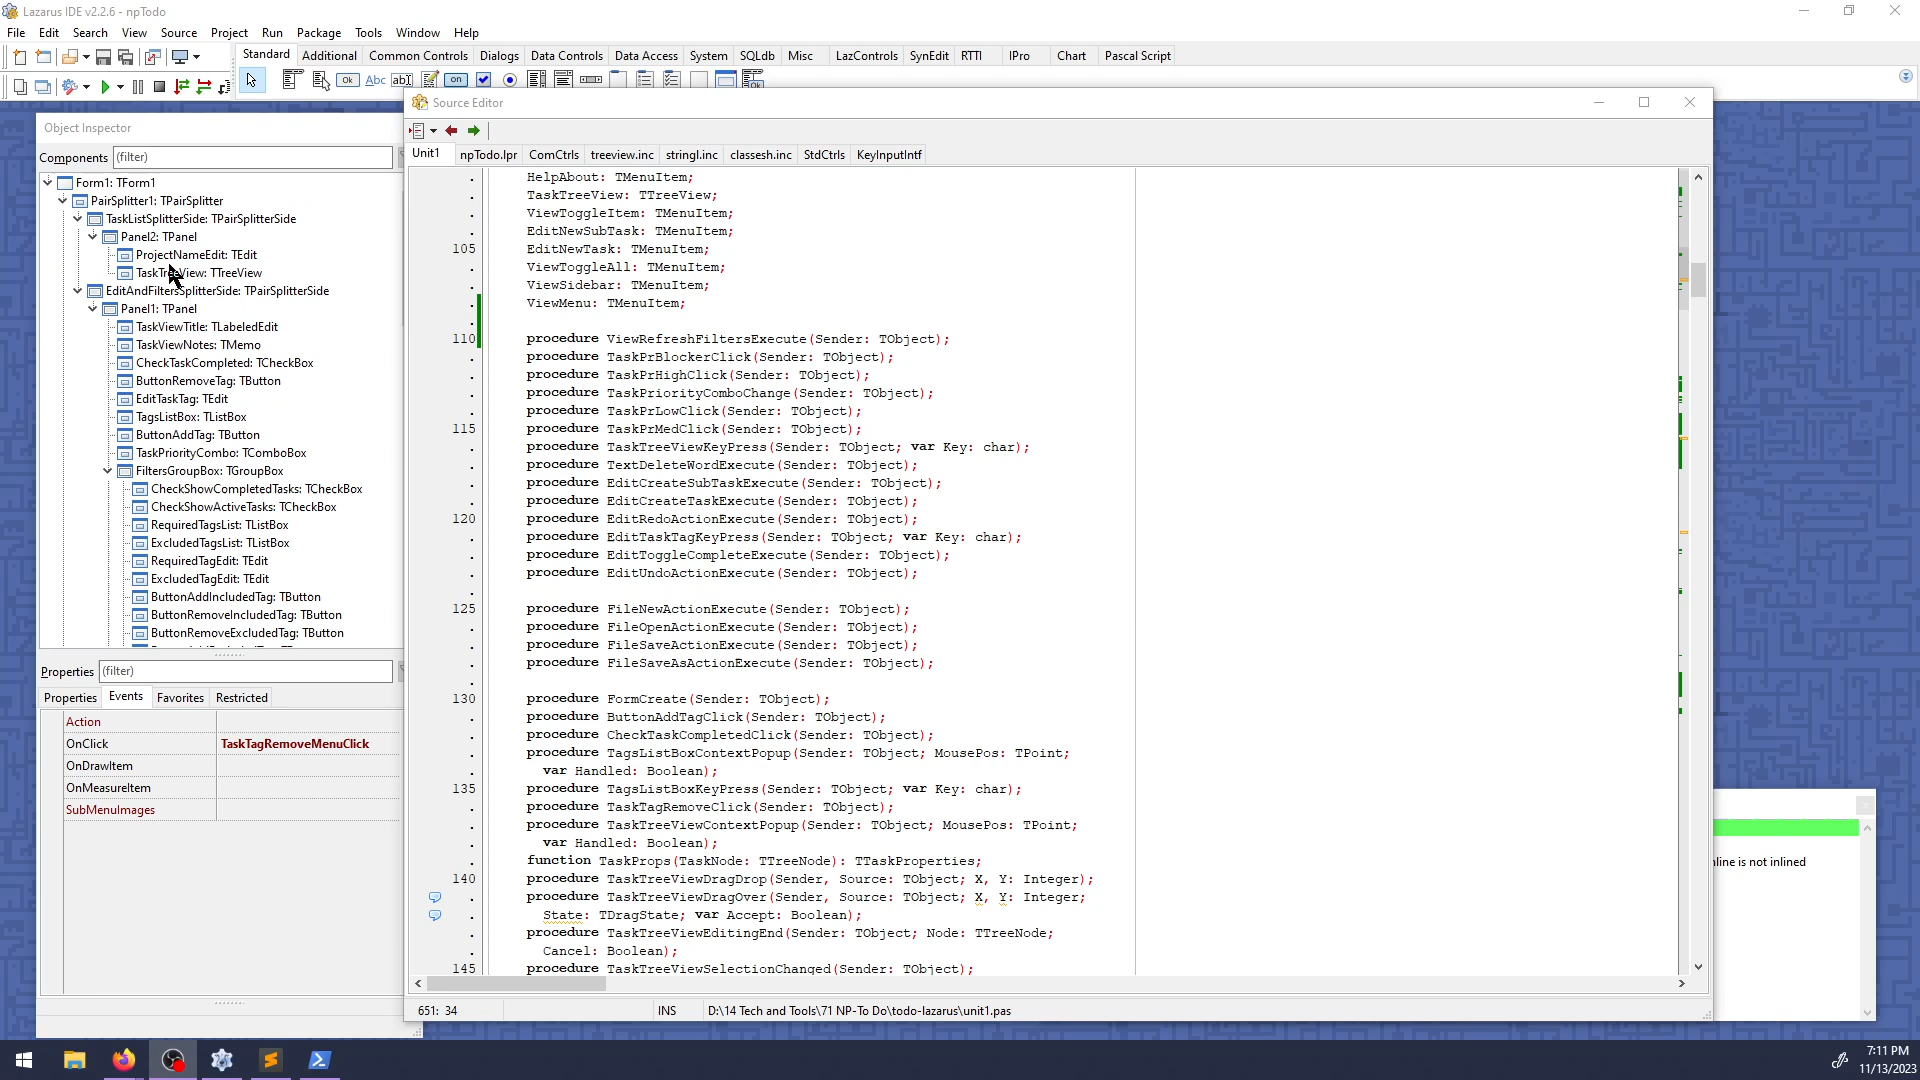 Lazarus IDE v2.2.6 - npTodo
File Edit Search View Source Project Run Package Tools Window Help
Standard Additional Common Controls Dialogs Data Controls Data Access System SQLdb Misc LazControls SynEdit RTTI IPro Chart Pascal Script
Ok Abc abI on
Source Editor
Object Inspector
Components (filter)
Unit1 npTodo.lpr ComCtrls treeview.inc stringl.inc classesh.inc StdCtrls KeyInputIntf
Form1: TForm1
PairSplitter1: TPairSplitter
TaskListSplitterSide: TPairSplitterSide
Panel2: TPanel
ProjectNameEdit: TEdit
TaskTreeView: TTreeView
EditAndFiltersSplitterSide: TPairSplitterSide
Panel1: TPanel
TaskViewTitle: TLabeledEdit
TaskViewNotes: TMemo
CheckTaskCompleted: TCheckBox
ButtonRemoveTag: TButton
EditTaskTag: TEdit
TagsListBox: TListBox
ButtonAddTag: TButton
TaskPriorityCombo: TComboBox
FiltersGroupBox: TGroupBox
CheckShowCompletedTasks: TCheckBox
CheckShowActiveTasks: TCheckBox
RequiredTagsList: TListBox
ExcludedTagsList: TListBox
RequiredTagEdit: TEdit
ExcludedTagEdit: TEdit
ButtonAddIncludedTag: TButton
ButtonRemoveIncludedTag: TButton
ButtonRemoveExcludedTag: TButton
Properties (filter)
Properties Events Favorites Restricted
Action
OnClick TaskTagRemoveMenuClick
OnDrawItem
OnMeasureItem
SubMenuImages
HelpAbout: TMenuItem;
TaskTreeView: TTreeView;
ViewToggleItem: TMenuItem;
EditNewSubTask: TMenuItem;
105 EditNewTask: TMenuItem;
ViewToggleAll: TMenuItem;
ViewSidebar: TMenuItem;
ViewMenu: TMenuItem;
110 procedure ViewRefreshFiltersExecute(Sender: TObject);
procedure TaskPrBlockerClick(Sender: TObject);
procedure TaskPrHighClick(Sender: TObject);
procedure TaskPriorityComboChange(Sender: TObject);
procedure TaskPrLowClick(Sender: TObject);
115 procedure TaskPrMedClick(Sender: TObject);
procedure TaskTreeViewKeyPress(Sender: TObject; var Key: char);
procedure TextDeleteWordExecute(Sender: TObject);
procedure EditCreateSubTaskExecute(Sender: TObject);
procedure EditCreateTaskExecute(Sender: TObject);
120 procedure EditRedoActionExecute(Sender: TObject);
procedure EditTaskTagKeyPress(Sender: TObject; var Key: char);
procedure EditToggleCompleteExecute(Sender: TObject);
procedure EditUndoActionExecute(Sender: TObject);
125 procedure FileNewActionExecute(Sender: TObject);
procedure FileOpenActionExecute(Sender: TObject);
procedure FileSaveActionExecute(Sender: TObject);
procedure FileSaveAsActionExecute(Sender: TObject);
130 procedure FormCreate(Sender: TObject);
procedure ButtonAddTagClick(Sender: TObject);
procedure CheckTaskCompletedClick(Sender: TObject);
procedure TagsListBoxContextPopup(Sender: TObject; MousePos: TPoint;
var Handled: Boolean);
135 procedure TagsListBoxKeyPress(Sender: TObject; var Key: char);
procedure TaskTagRemoveClick(Sender: TObject);
procedure TaskTreeViewContextPopup(Sender: TObject; MousePos: TPoint;
var Handled: Boolean);
function TaskProps(TaskNode: TTreeNode): TTaskProperties;
140 procedure TaskTreeViewDragDrop(Sender, Source: TObject; X, Y: Integer);
procedure TaskTreeViewDragOver(Sender, Source: TObject; X, Y: Integer;
State: TDragState; var Accept: Boolean);
procedure TaskTreeViewEditingEnd(Sender: TObject; Node: TTreeNode;
Cancel: Boolean);
145 procedure TaskTreeViewSelectionChanged(Sender: TObject);
651: 34 INS D:\14 Tech and Tools\71 NP-To Do\todo-lazarus\unit1.pas
nline is not inlined
7:11 PM
11/13/2023